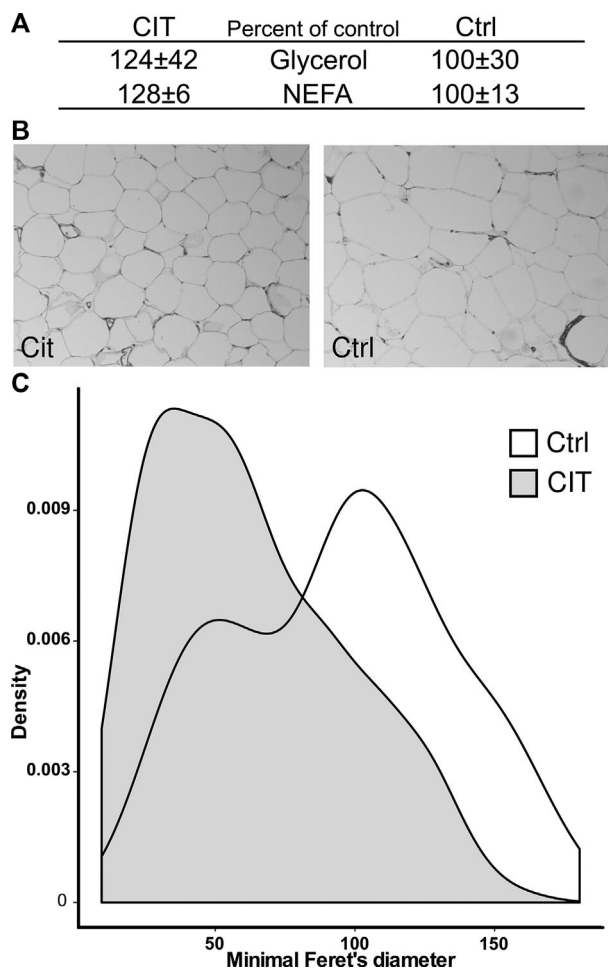 A
CIT Percent of control Ctrl
124±42 Glycerol 100±30
128±6 NEFA 100±13
B
Cit Ctrl
C
Ctrl
CIT
0.009
0.006
0.003
0
Density
50 100 150
Minimal Feret's diameter